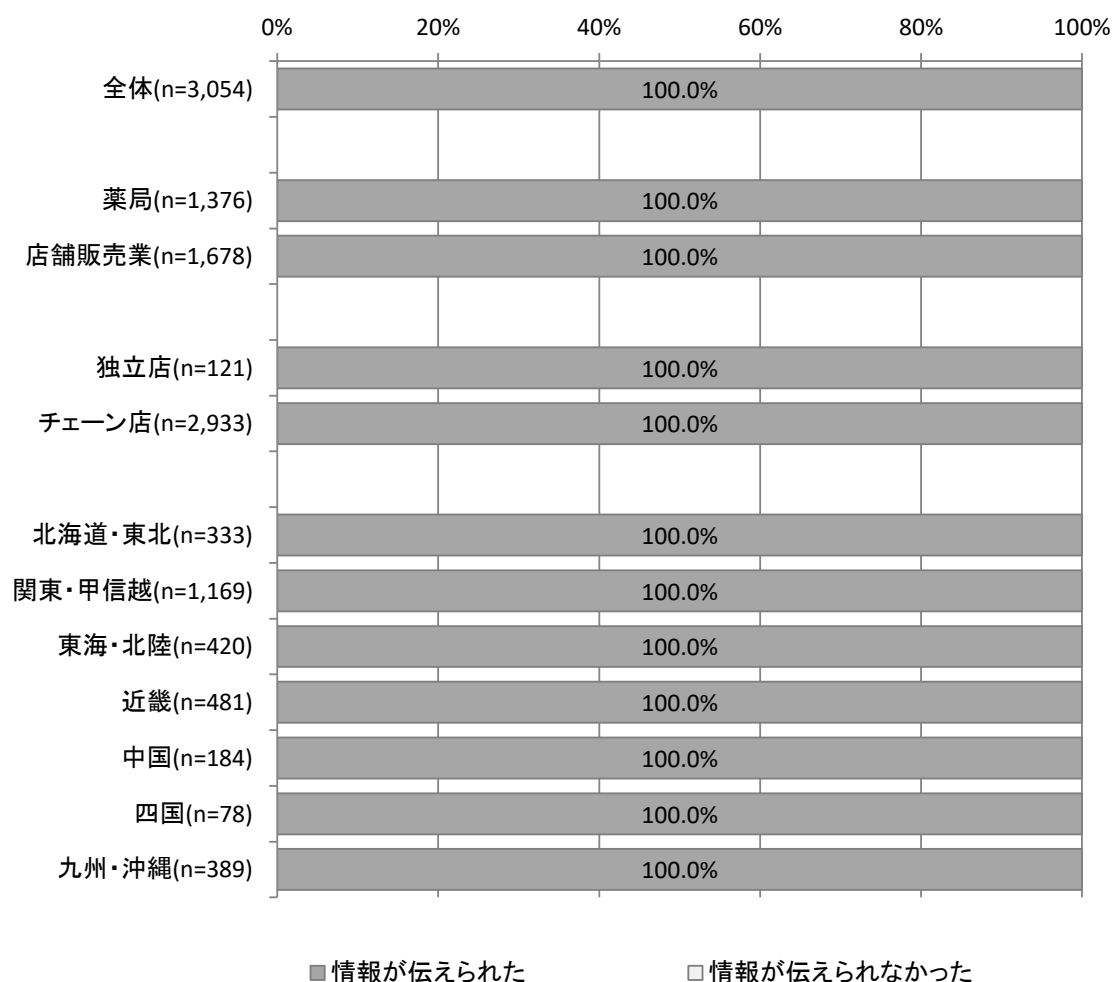 0% 20% 40% 60% 80% 100%
全体(n=3,054) 100.0%
薬局(n=1,376) 100.0%
店舗販売業(n=1,678) 100.0%
独立店(n=121) 100.0%
チェーン店(n=2,933) 100.0%
北海道・東北(n=333) 100.0%
関東・甲信越(n=1,169) 100.0%
東海・北陸(n=420) 100.0%
近畿(n=481) 100.0%
中国(n=184) 100.0%
四国(n=78) 100.0%
九州・沖縄(n=389) 100.0%
情報が伝えられた 情報が伝えられなかった